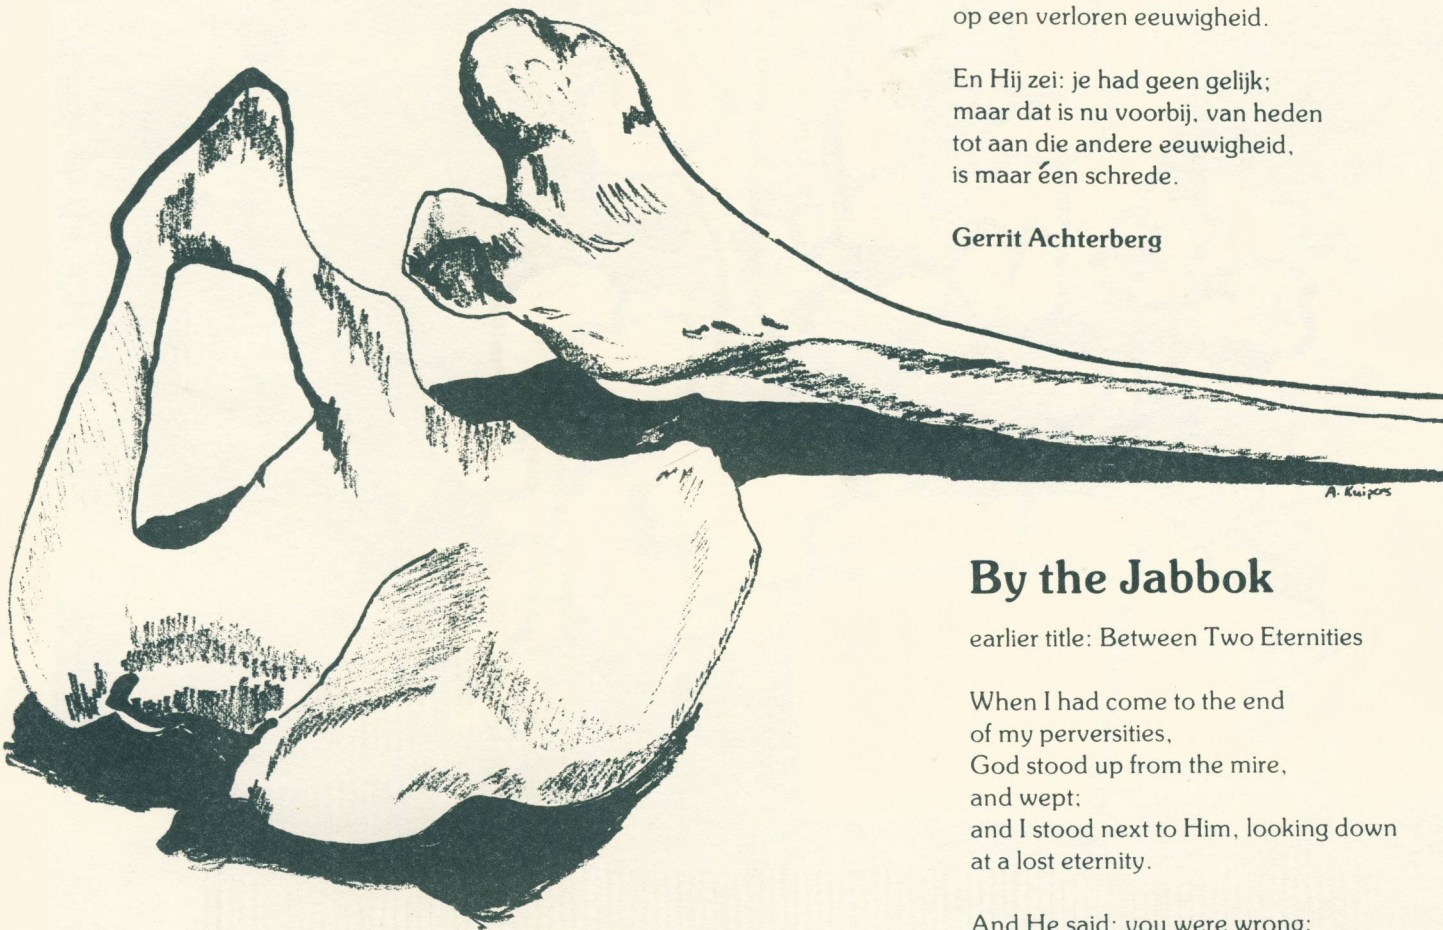 op een verloren eeuwigheid.

En Hij zei: je had geen gelijk;
maar dat is nu voorbij, van heden
tot aan die andere eeuwigheid,
is maar één schrede.

Gerrit Achterberg

A. Kuipers

By the Jabbok

earlier title: Between Two Eternities

When I had come to the end
of my perversities,
God stood up from the mire,
and wept;
and I stood next to Him, looking down
at a lost eternity.

And He said: you were wrong;